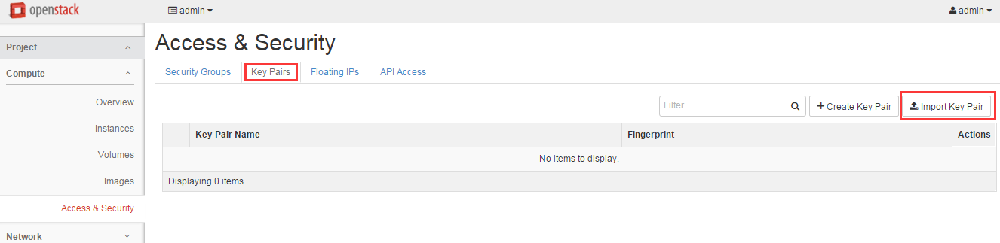 openstack admin admin
Project
Compute
Overview
Instances
Volumes
Images
Access & Security
Network
Access & Security
Security Groups Key Pairs Floating IPs API Access
Filter Create Key Pair Import Key Pair
Key Pair Name Fingerprint Actions
No items to display.
Displaying 0 items